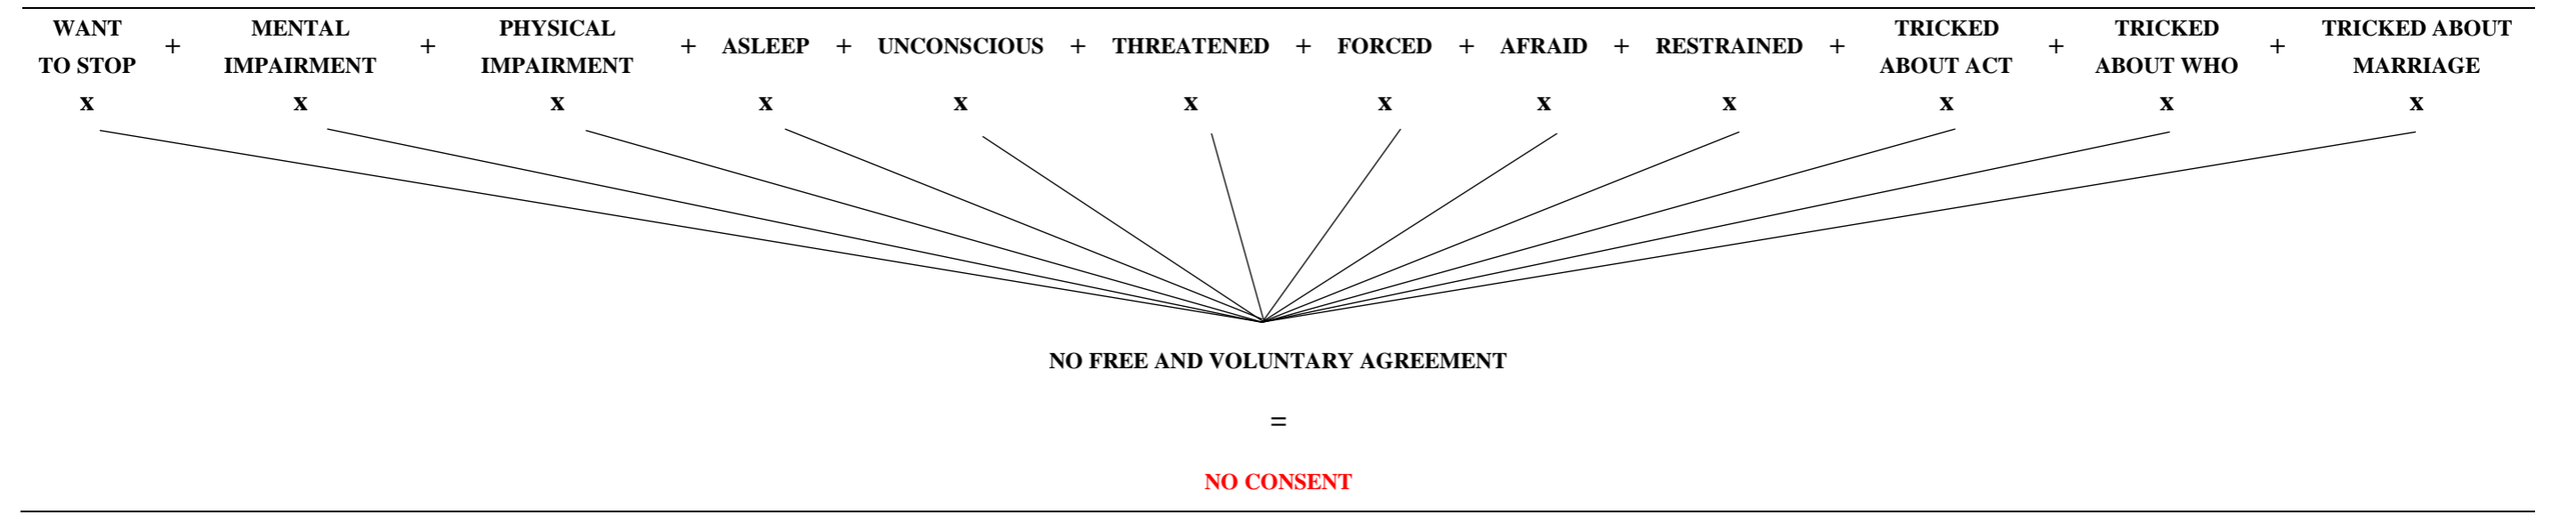 WANT TO STOP + MENTAL IMPAIRMENT + PHYSICAL IMPAIRMENT + ASLEEP + UNCONSCIOUS + THREATENED + FORCED + AFRAID + RESTRAINED + TRICKED ABOUT ACT + TRICKED ABOUT WHO + TRICKED ABOUT MARRIAGE
x x x x x x x x x x x x
NO FREE AND VOLUNTARY AGREEMENT
=
NO CONSENT